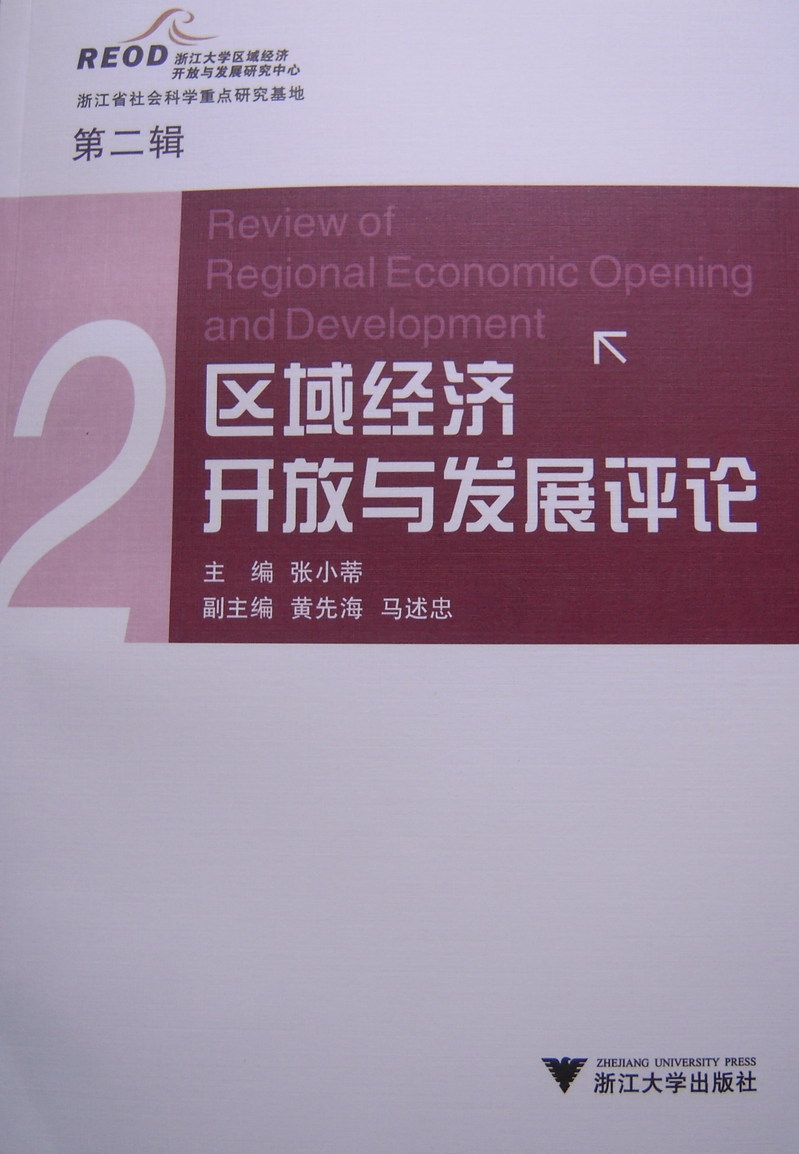 REOD 浙江大学区域经济
开放与发展研究中心
浙江省社会科学重点研究基地
第二辑
Review of
Regional Economic Opening
and Development
2
区域经济
开放与发展评论
主 编 张小蒂
副主编 黄先海 马述忠
ZHEJIANG UNIVERSITY PRESS
浙江大学出版社